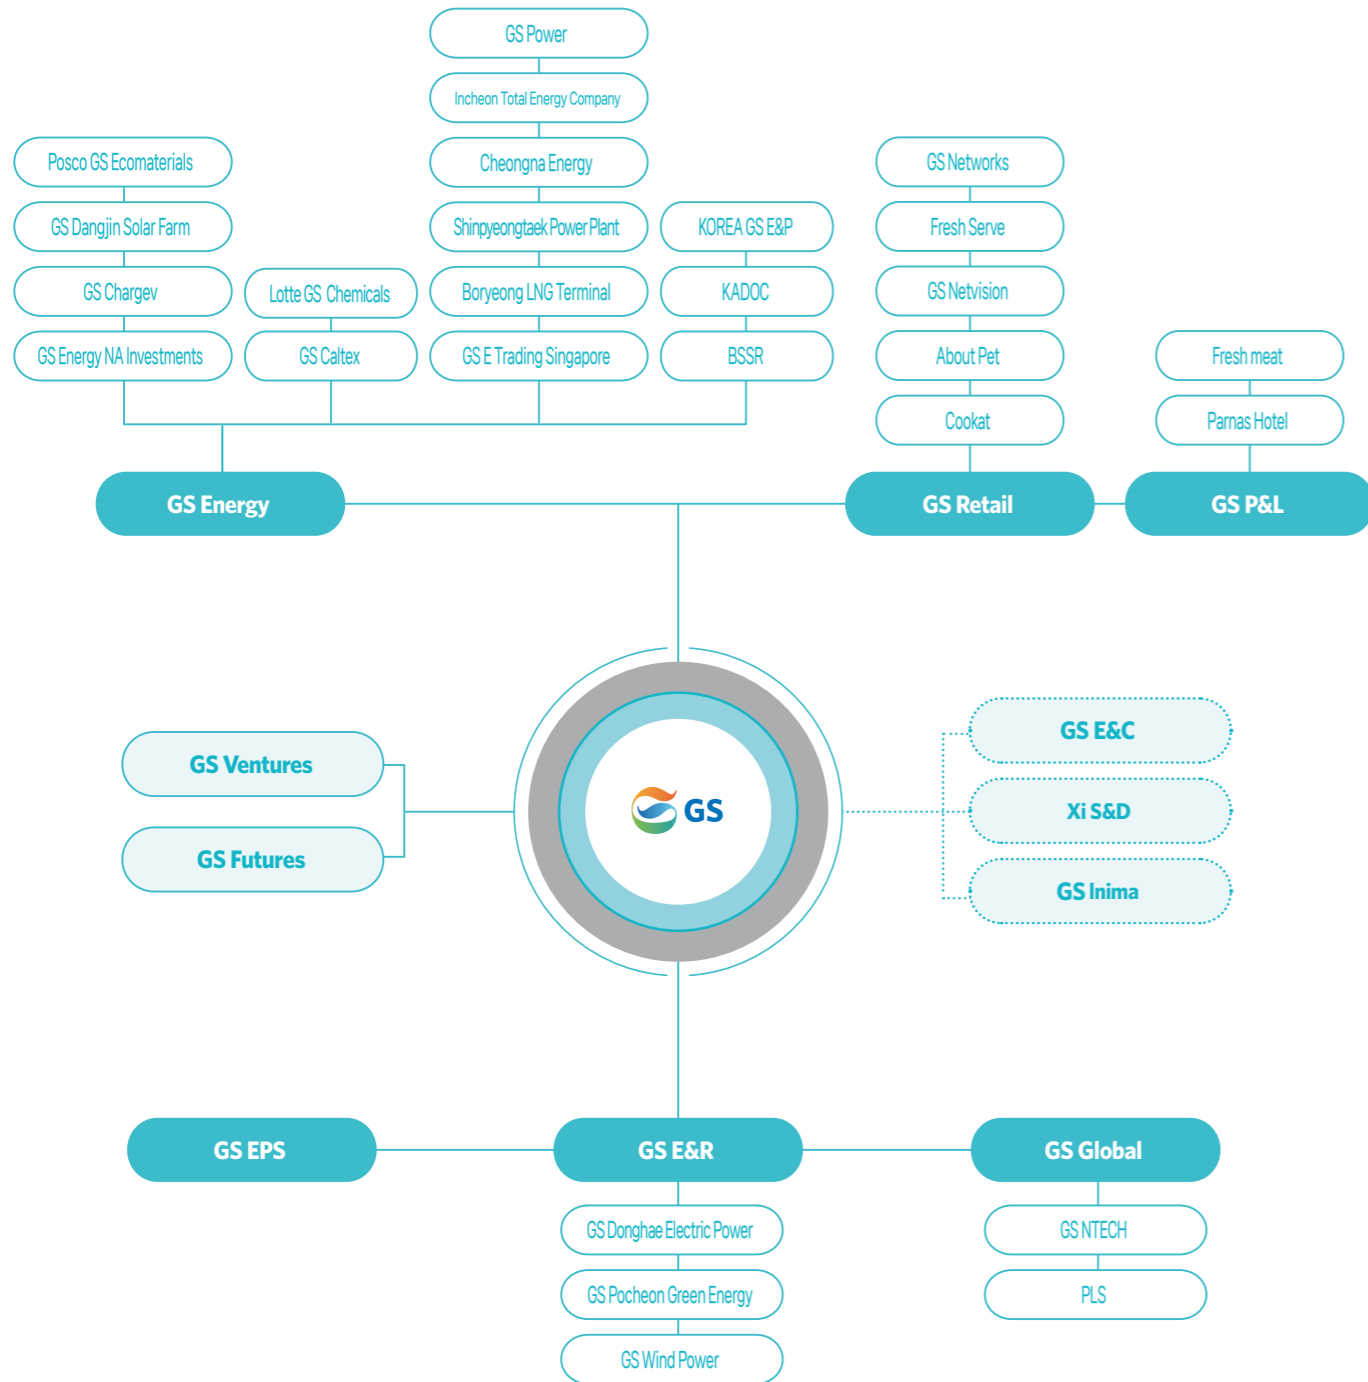 GS Power
Incheon Total Energy Company
Posco GS Ecomaterials
Cheongna Energy
GS Networks
GS Dangjin Solar Farm
Shinpyeongtaek Power Plant
KOREA GS E&P
Fresh Serve
GS Chargev
Lotte GS Chemicals
Boryeong LNG Terminal
KADOC
GS Netvision
GS Energy NA Investments
GS Caltex
GS E Trading Singapore
BSSR
About Pet
Fresh meat
Cookat
Parnas Hotel
GS Energy
GS Retail
GS P&L
GS E&C
GS Ventures
GS
Xi S&D
GS Futures
GS Inima
GS EPS
GS E&R
GS Global
GS Donghae Electric Power
GS NTECH
GS Pocheon Green Energy
PLS
GS Wind Power